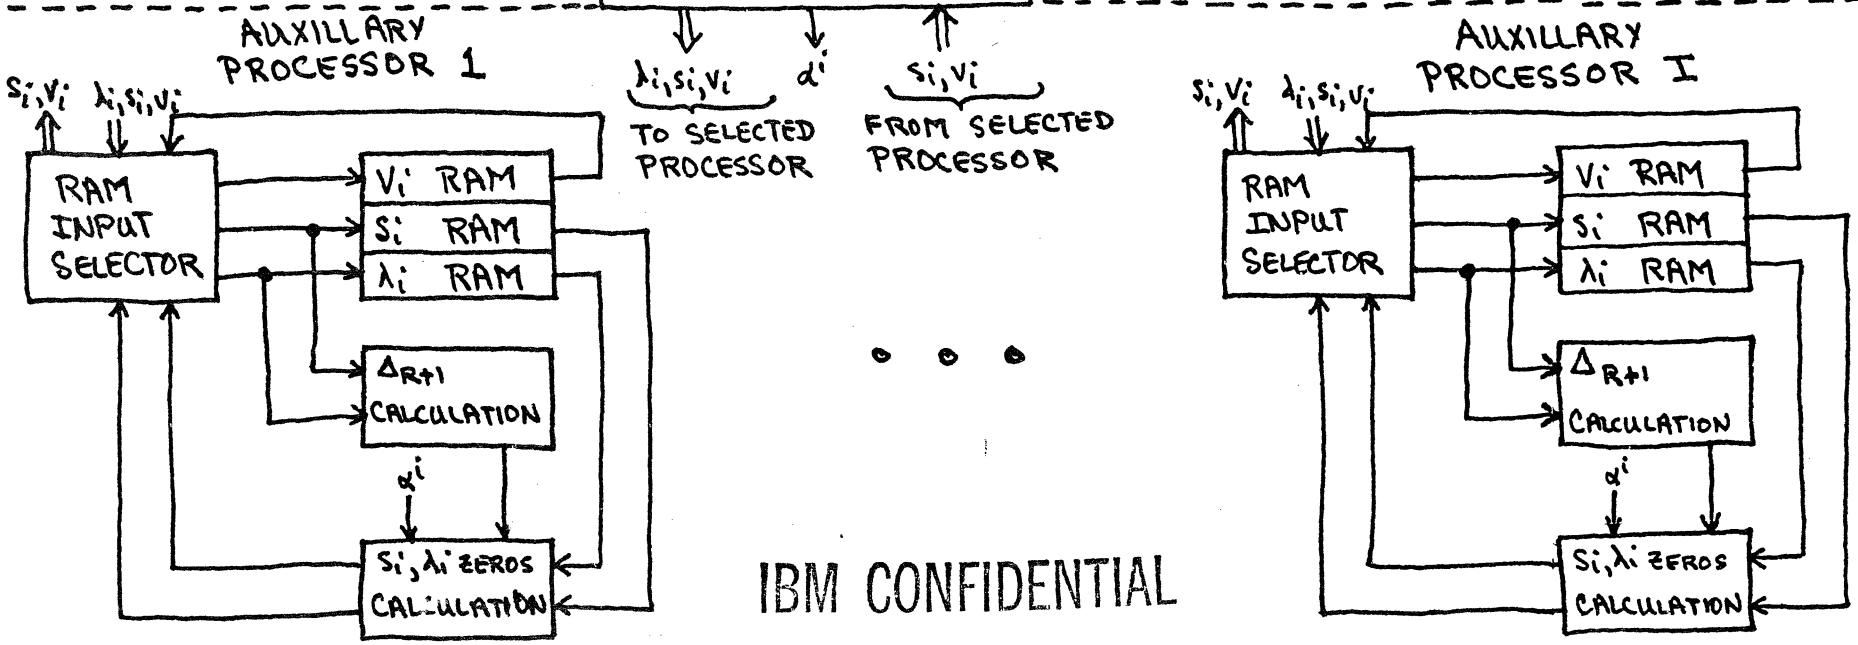 AUXILLARY
PROCESSOR 1
Si,Vi
λi,si,vi
RAM
INPUT
SELECTOR
Vi RAM
Si RAM
λi RAM
ΔR+1
CALCULATION
αi
Si,λi ZEROS
CALCULATION
λi,si,vi
TO SELECTED
PROCESSOR
αi
si,vi
FROM SELECTED
PROCESSOR
IBM CONFIDENTIAL
AUXILLARY
PROCESSOR I
Si,Vi
λi,si,vi
RAM
INPUT
SELECTOR
Vi RAM
Si RAM
λi RAM
ΔR+1
CALCULATION
αi
Si,λi ZEROS
CALCULATION